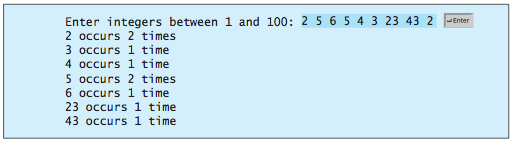 Enter integers between 1 and 100: 2 5 6 5 4 3 23 43 2 ↵Enter
2 occurs 2 times
3 occurs 1 time
4 occurs 1 time
5 occurs 2 times
6 occurs 1 time
23 occurs 1 time
43 occurs 1 time